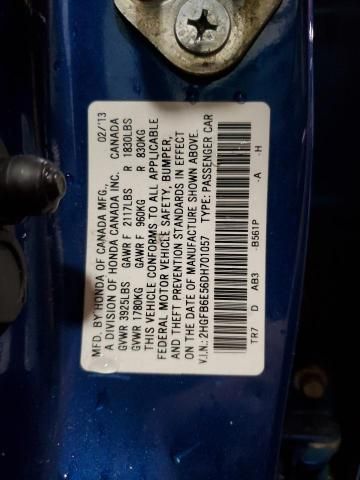 MFD. BY HONDA OF CANADA MFG., 02/'13
A DIVISION OF HONDA CANADA INC. CANADA
GVWR 3925LBS GAWR F 2117LBS R 1830LBS
GVWR 1780KG GAWR F 960KG R 830KG
THIS VEHICLE CONFORMS TO ALL APPLICABLE
FEDERAL MOTOR VEHICLE SAFETY, BUMPER,
AND THEFT PREVENTION STANDARDS IN EFFECT
ON THE DATE OF MANUFACTURE SHOWN ABOVE.
V.I.N.: 2HGFB6E56DH701057 TYPE: PASSENGER CAR
TR7 D AB3 -B561P -A -H